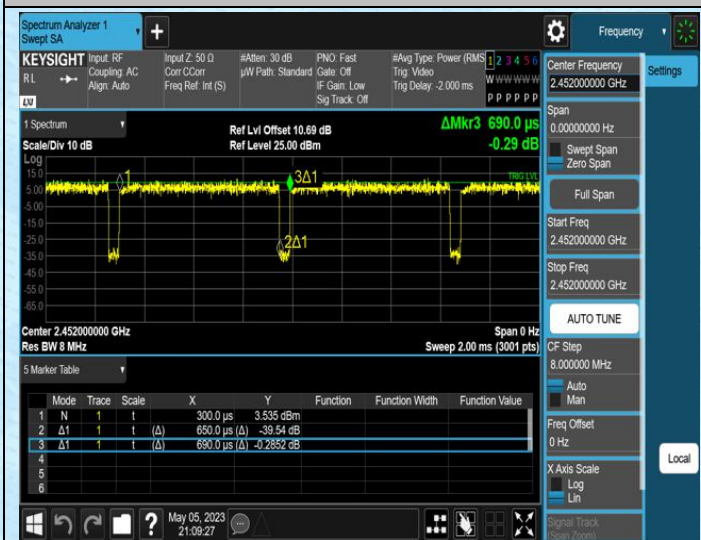 Spectrum Analyzer 1
Swept SA
Frequency
KEYSIGHT
RL
LXI
Input: RF
Coupling: AC
Align: Auto
Input Z: 50 Ω
Corr CCorr
Freq Ref: Int (S)
#Atten: 30 dB
µW Path: Standard
PNO: Fast
Gate: Off
IF Gain: Low
Sig Track: Off
#Avg Type: Power (RMS
Trig: Video
Trig Delay: -2.000 ms
1 2 3 4 5 6
W W W W W W
P P P P P P
Center Frequency
2.452000000 GHz
Settings
1 Spectrum
Scale/Div 10 dB
Ref Lvl Offset 10.69 dB
Ref Level 25.00 dBm
ΔMkr3 690.0 µs
-0.29 dB
Log
15.0
5.00
-5.00
-15.0
-25.0
-35.0
-45.0
-55.0
-65.0
1
3Δ1
TRIG LVL
2Δ1
Center 2.452000000 GHz
Res BW 8 MHz
Span 0 Hz
Sweep 2.00 ms (3001 pts)
Span
0.00000000 Hz
Swept Span
Zero Span
Full Span
Start Freq
2.452000000 GHz
Stop Freq
2.452000000 GHz
AUTO TUNE
CF Step
8.000000 MHz
Auto
Man
Freq Offset
0 Hz
X Axis Scale
Log
Lin
Signal Track
(Span Zoom)
Local
5 Marker Table
Mode Trace Scale X Y Function Function Width Function Value
1 N 1 t 300.0 µs 3.535 dBm
2 Δ1 1 t (Δ) 650.0 µs (Δ) -39.54 dB
3 Δ1 1 t (Δ) 690.0 µs (Δ) -0.2852 dB
4
5
6
?
May 05, 2023
21:09:27